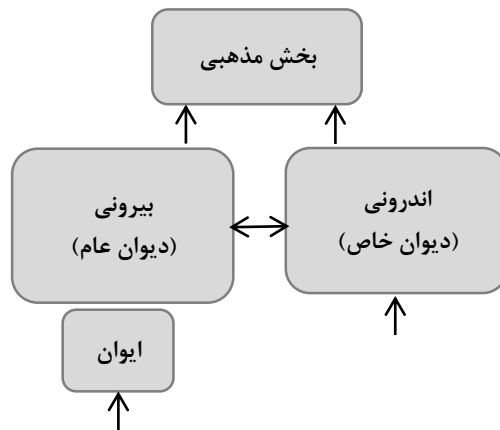 بخش مذهبی
اندرونی
(دیوان خاص)
بیرونی
(دیوان عام)
ایوان